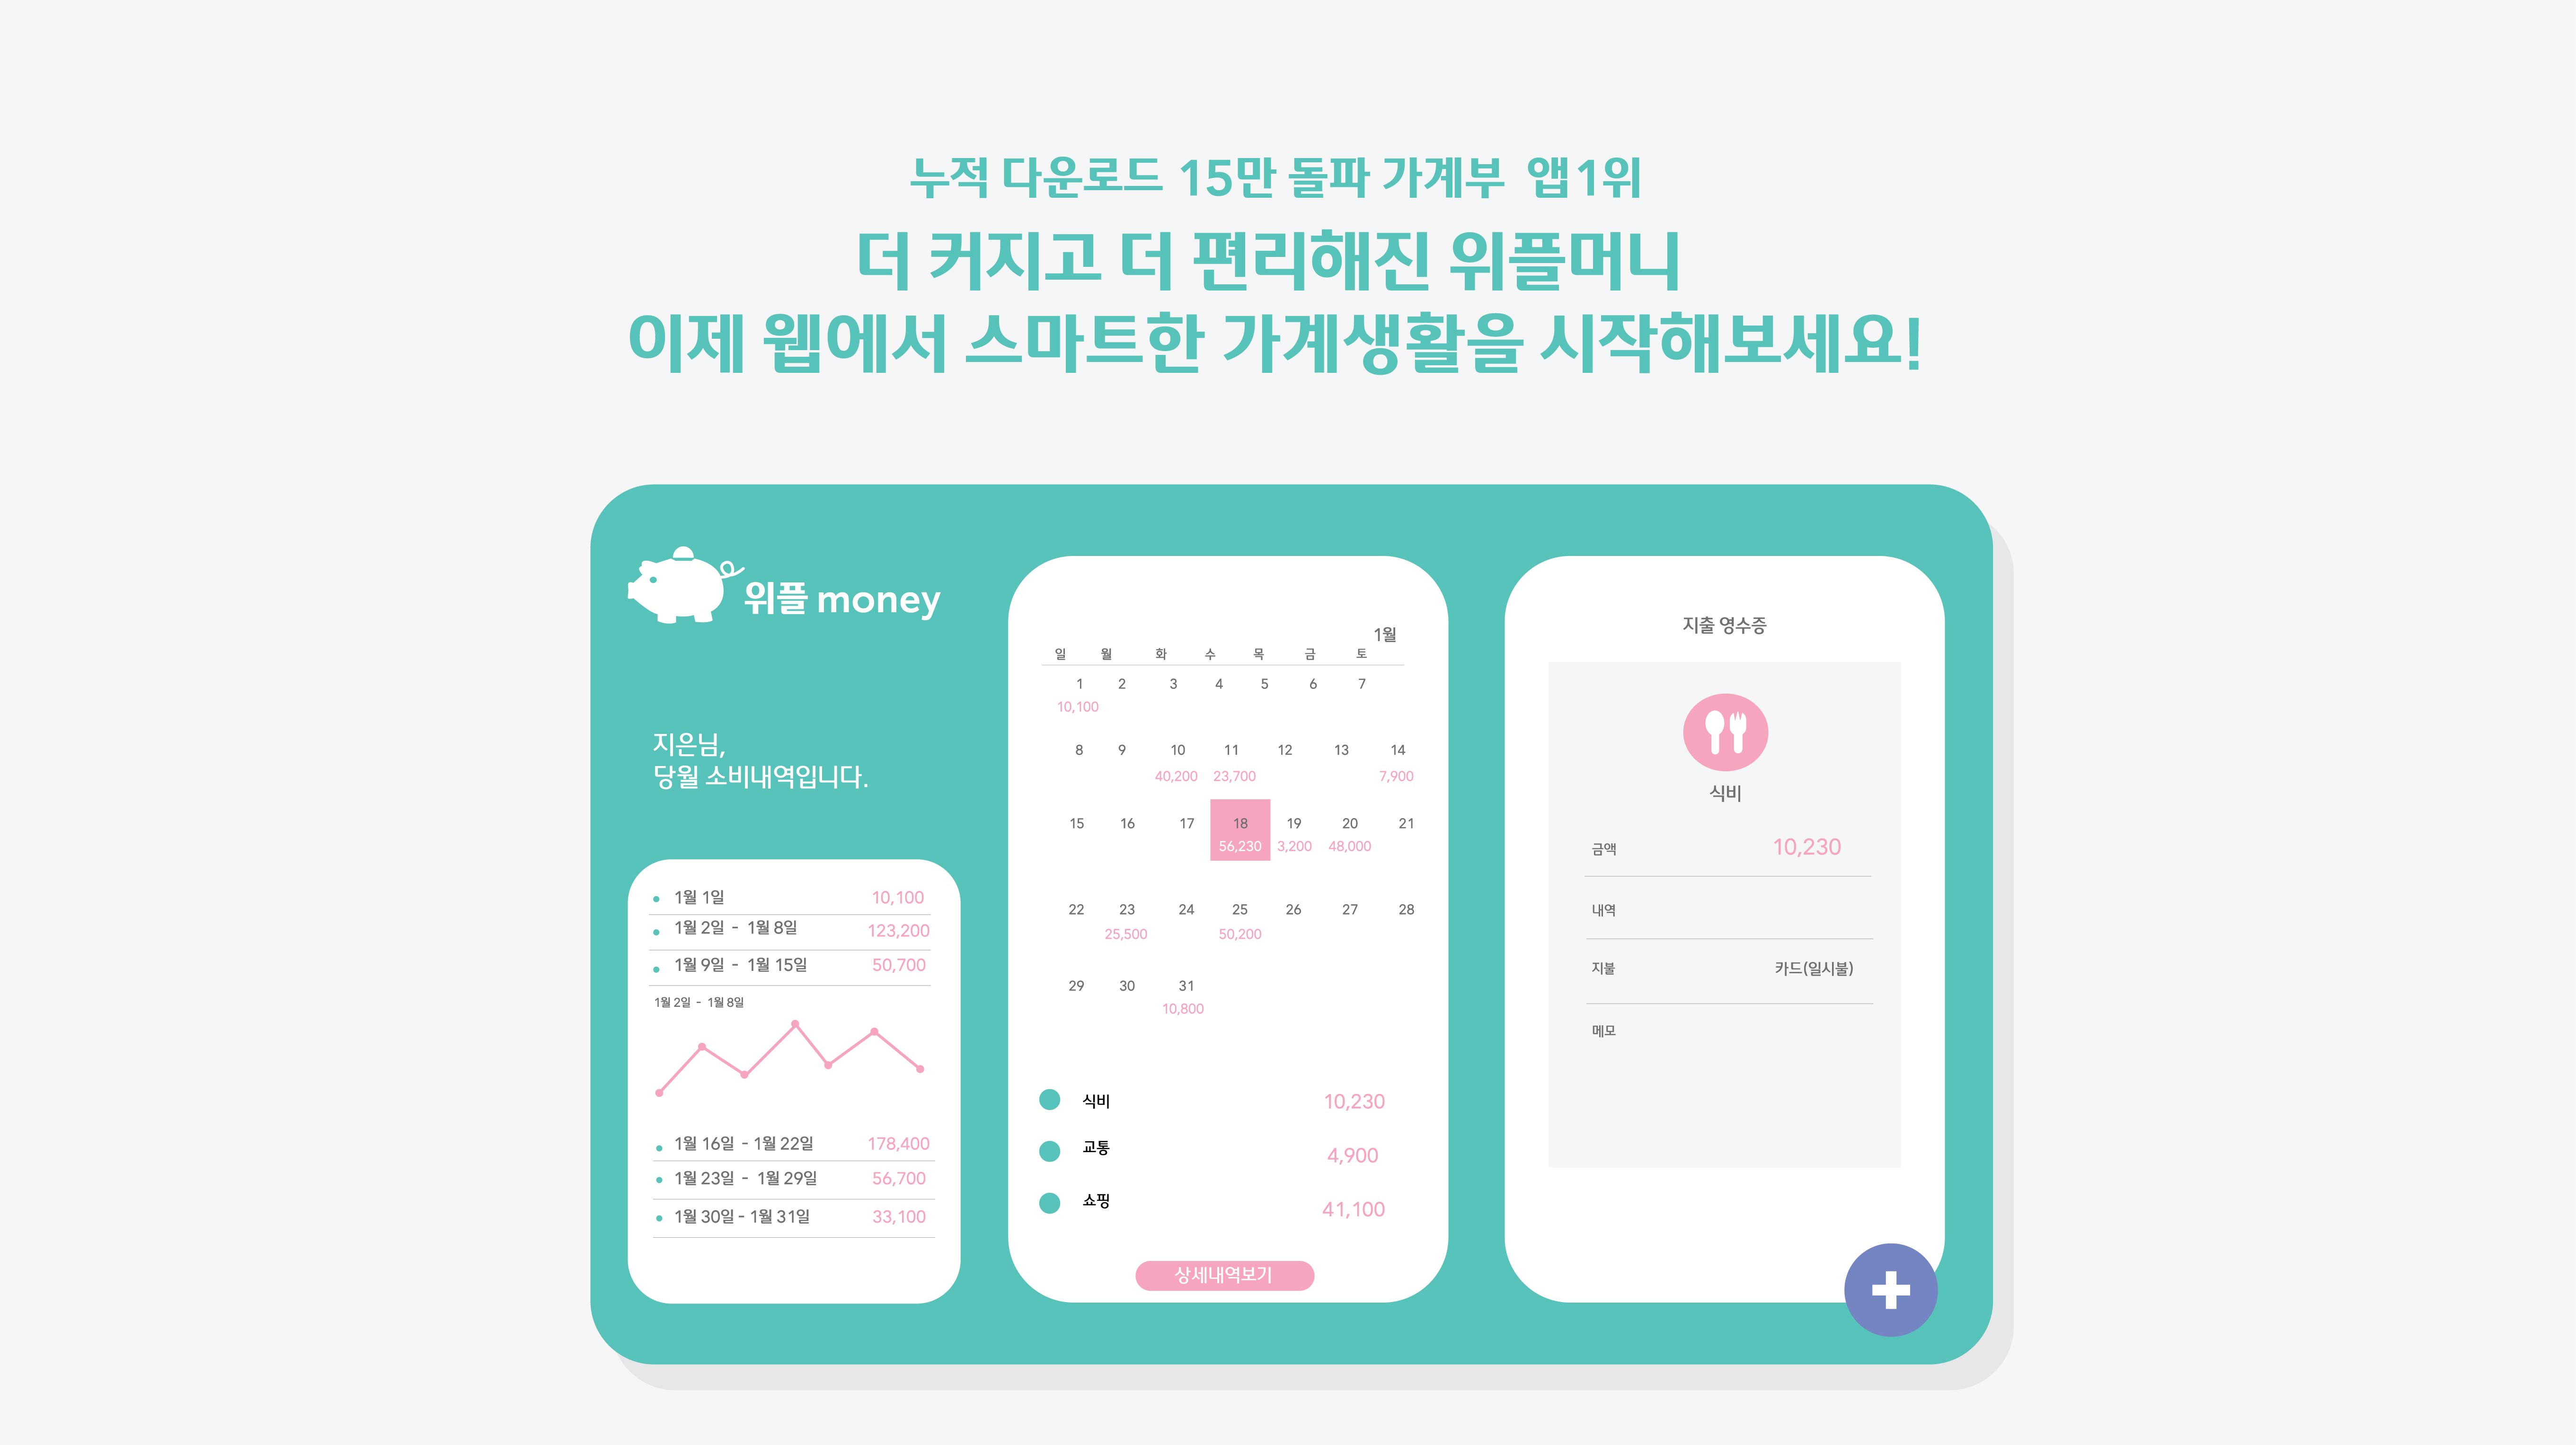 누적 다운로드 15만 돌파 가계부 앱1위
더 커지고 더 편리해진 위플머니
이제 웹에서 스마트한 가계생활을 시작해보세요!
위플 money
지은님,
당월 소비내역입니다.
1월 1일 10,100
1월 2일 - 1월 8일 123,200
1월 9일 - 1월 15일 50,700
1월 2일 - 1월 8일
1월 16일 - 1월 22일 178,400
1월 23일 - 1월 29일 56,700
1월 30일 - 1월 31일 33,100
1월
일 월 화 수 목 금 토
1 2 3 4 5 6 7
10,100
8 9 10 11 12 13 14
40,200 23,700 7,900
15 16 17 18 19 20 21
56,230 3,200 48,000
22 23 24 25 26 27 28
25,500 50,200
29 30 31
10,800
식비 10,230
교통 4,900
쇼핑 41,100
상세내역보기
지출 영수증
식비
금액 10,230
내역
지불 카드(일시불)
메모